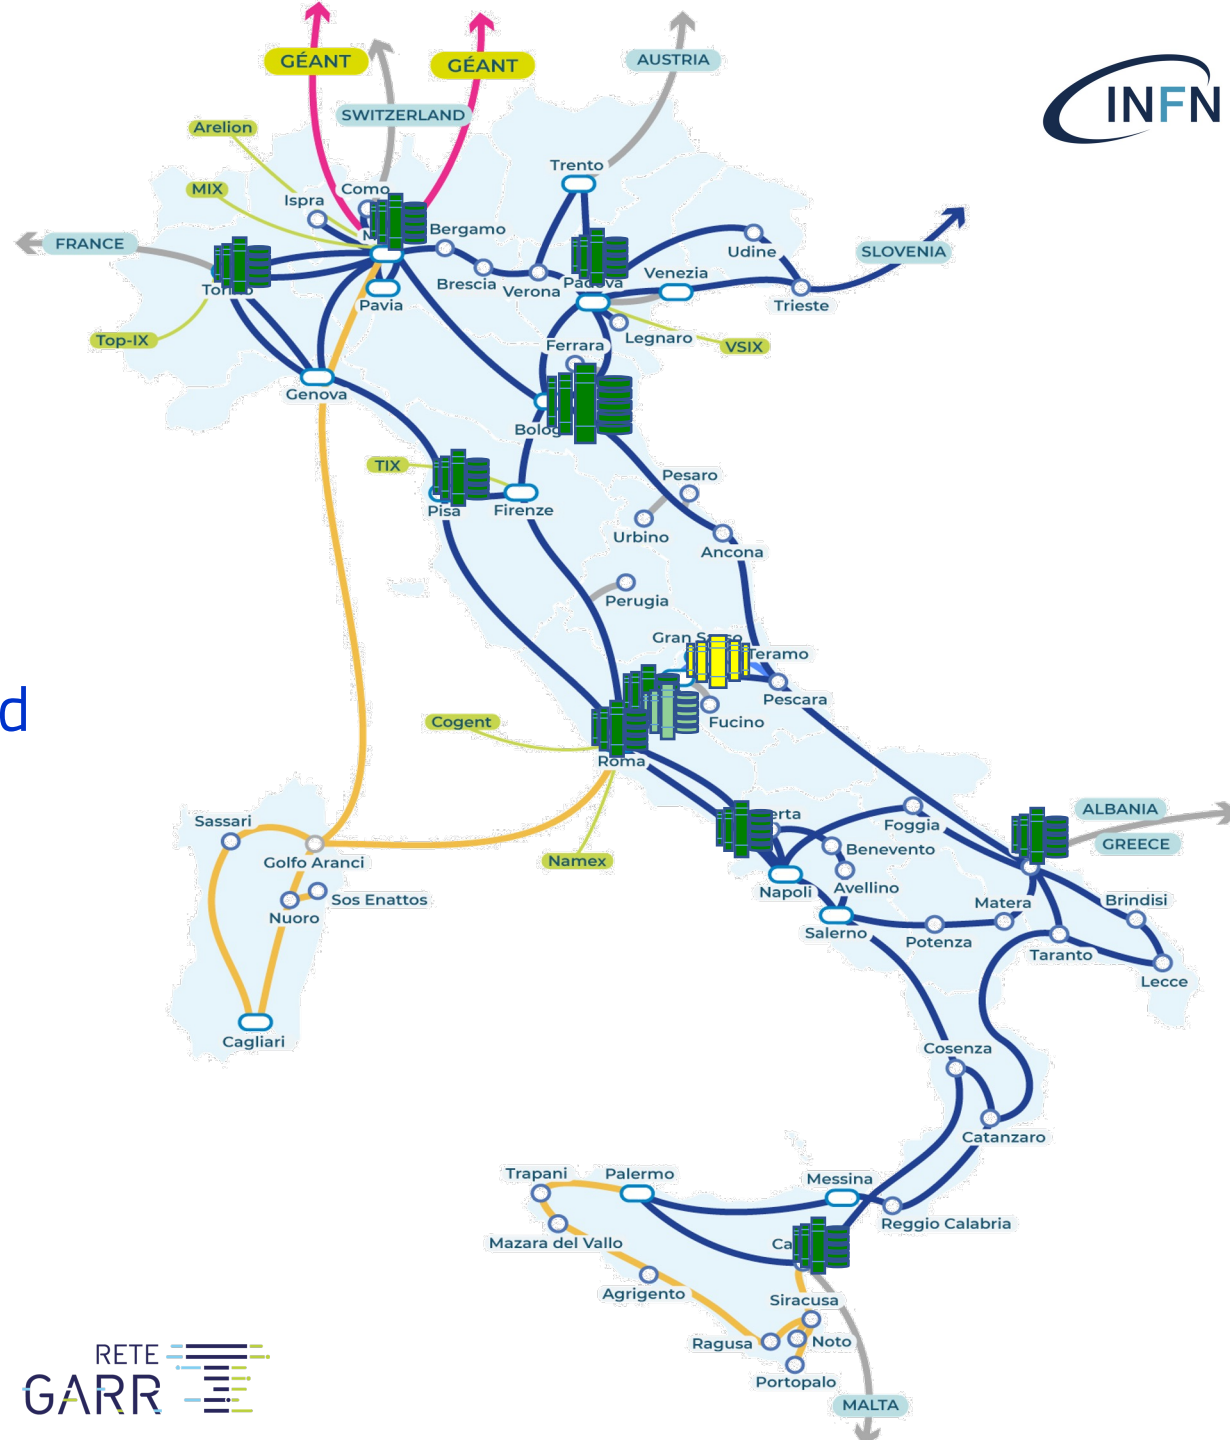 GÉANT
GÉANT
AUSTRIA
SWITZERLAND
INFN
Arelion
Trento
MIX
Como
Ispra
Bergamo
FRANCE
Udine
SLOVENIA
Brescia
Verona
Venezia
Pavia
Trieste
Top-IX
Ferrara
Legnaro
VSIX
Genova
TIX
Pesaro
Pisa
Firenze
Urbino
Ancona
Perugia
Teramo
d
Pescara
Cogent
Fucino
Roma
ALBANIA
Sassari
Foggia
GREECE
Golfo Aranci
Namex
Benevento
Napoli
Avellino
Sos Enattos
Nuoro
Matera
Brindisi
Salerno
Potenza
Taranto
Lecce
Cagliari
Cosenza
Catanzaro
Trapani
Palermo
Messina
Reggio Calabria
Mazara del Vallo
Agrigento
Siracusa
Ragusa
Noto
Portopalo
RETE
GARR
MALTA